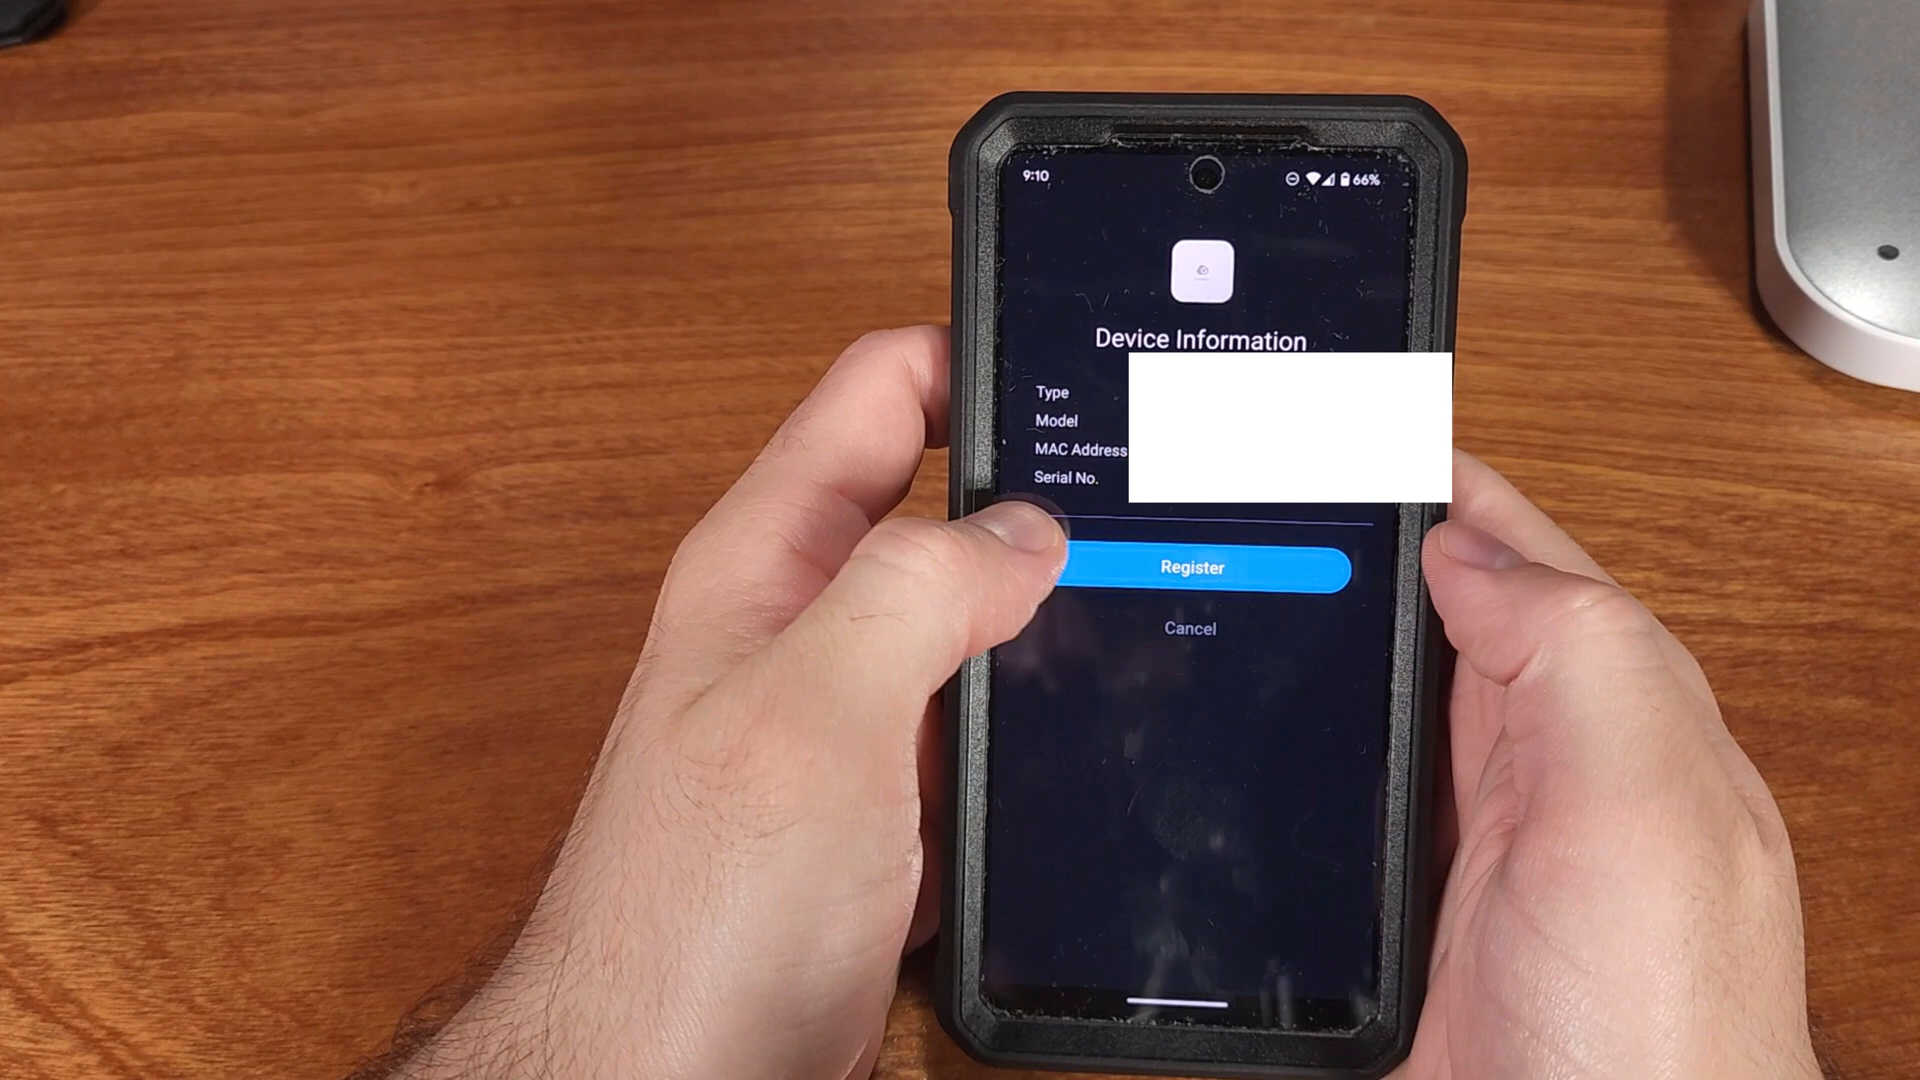 9:10
66%
Device Information
Type
Model
MAC Address
Serial No.
Register
Cancel